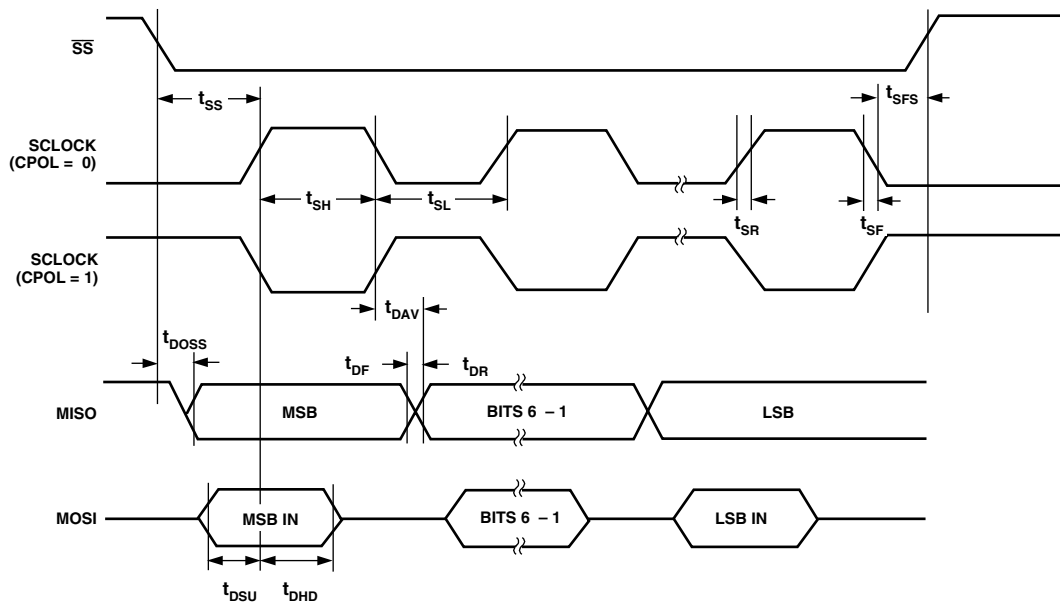 SS
tSS
tSFS
SCLOCK
(CPOL = 0)
tSH
tSL
tSR
tSF
SCLOCK
(CPOL = 1)
tDAV
tDOSS
tDF
tDR
MISO
MSB
BITS 6 – 1
LSB
MOSI
MSB IN
BITS 6 – 1
LSB IN
tDSU
tDHD